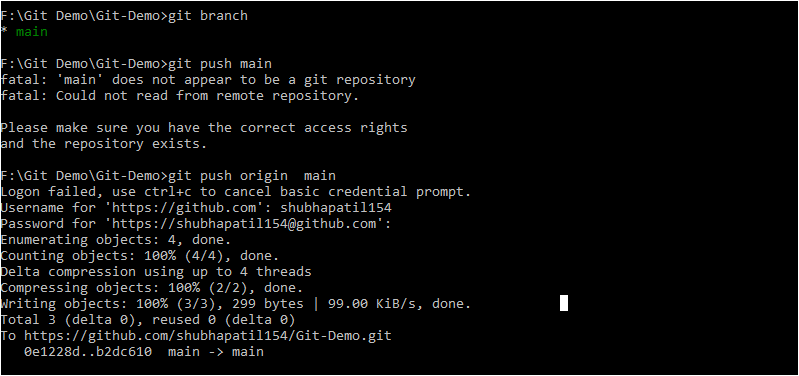 F:\Git Demo\Git-Demo>git branch
* main
F:\Git Demo\Git-Demo>git push main
fatal: 'main' does not appear to be a git repository
fatal: Could not read from remote repository.
Please make sure you have the correct access rights
and the repository exists.
F:\Git Demo\Git-Demo>git push origin  main
Logon failed, use ctrl+c to cancel basic credential prompt.
Username for 'https://github.com': shubhapatil154
Password for 'https://shubhapatil154@github.com':
Enumerating objects: 4, done.
Counting objects: 100% (4/4), done.
Delta compression using up to 4 threads
Compressing objects: 100% (2/2), done.
Writing objects: 100% (3/3), 299 bytes | 99.00 KiB/s, done.
Total 3 (delta 0), reused 0 (delta 0)
To https://github.com/shubhapatil154/Git-Demo.git
   0e1228d..b2dc610  main -> main